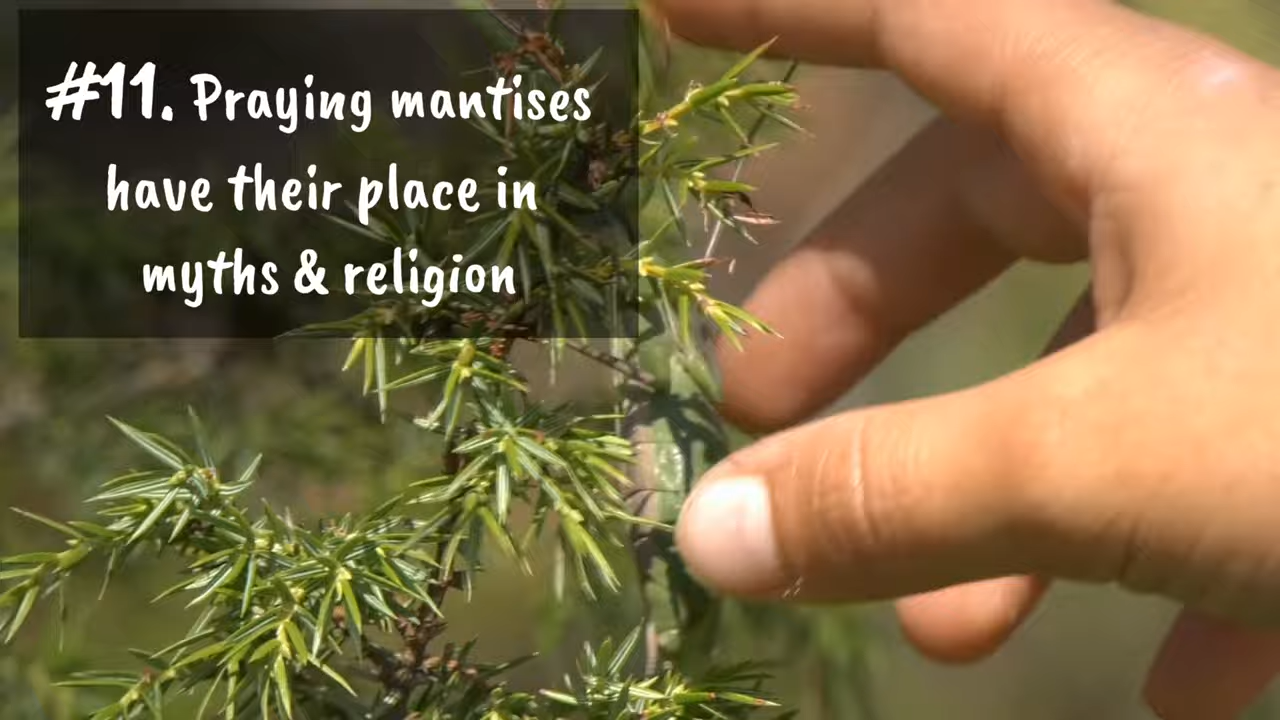 #11. Praying mantises
have their place in
myths & religion